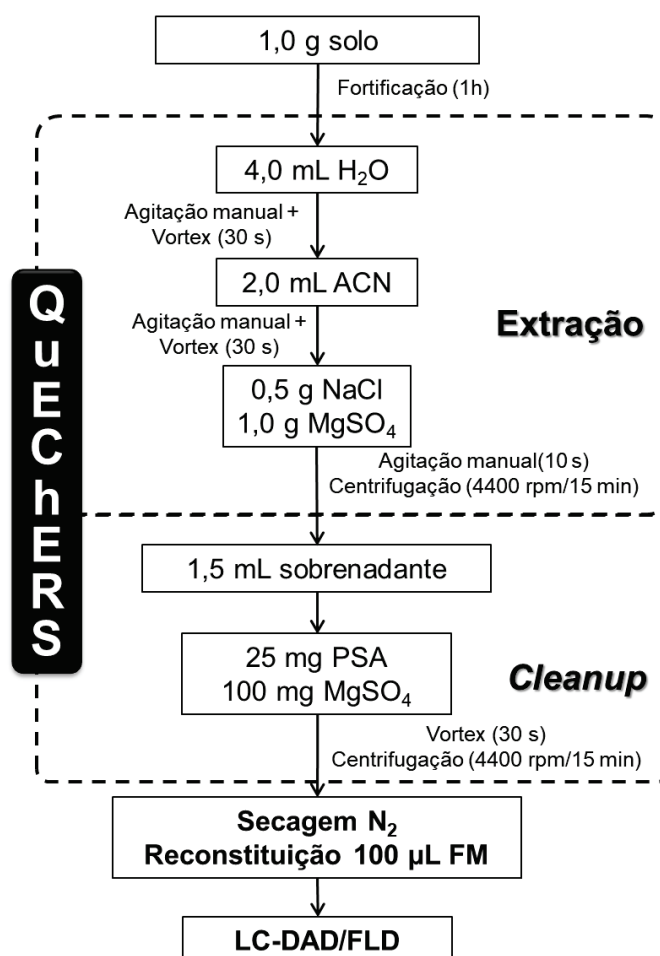 1,0 g solo
Fortificação (1h)
4,0 mL H₂O
Agitação manual +
Vortex (30 s)
2,0 mL ACN
Agitação manual +
Vortex (30 s)
Extração
0,5 g NaCl
1,0 g MgSO₄
Agitação manual(10 s)
Centrifugação (4400 rpm/15 min)
QuEChERS
1,5 mL sobrenadante
25 mg PSA
100 mg MgSO₄
Cleanup
Vortex (30 s)
Centrifugação (4400 rpm/15 min)
Secagem N₂
Reconstituição 100 µL FM
LC-DAD/FLD